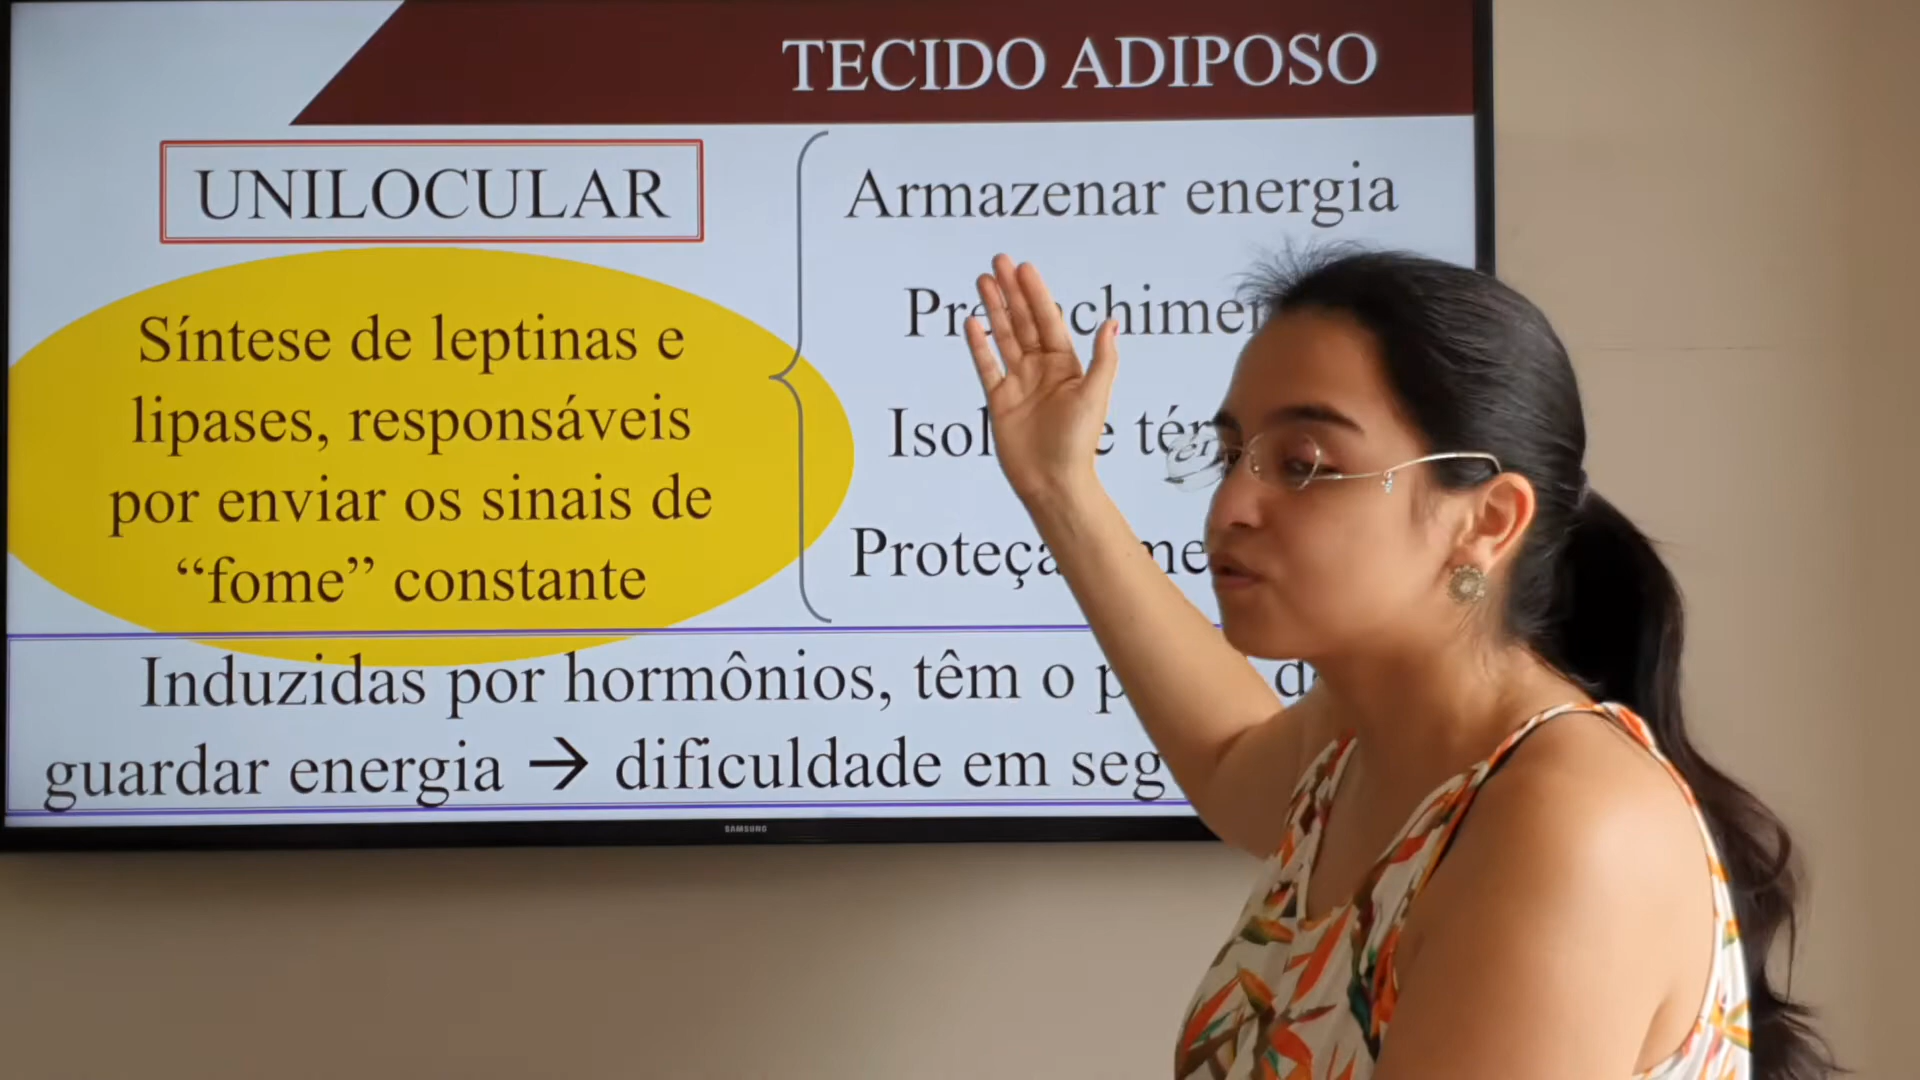 TECIDO ADIPOSO
UNILOCULAR
Síntese de leptinas e
lipases, responsáveis
por enviar os sinais de
“fome” constante
Armazenar energia
Induzidas por hormônios, têm o
guardar energia → dificuldade em
SAMSUNG